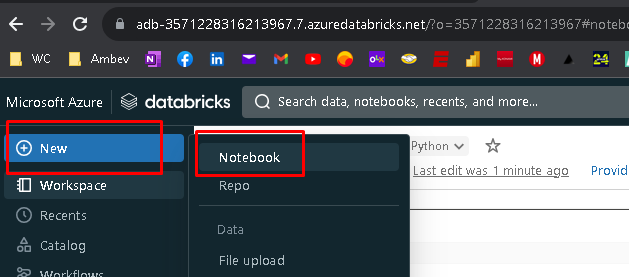 adb-3571228316213967.7.azuredatabricks.net/?o=3571228316213967#notebo
WC Ambev
Microsoft Azure databricks Search data, notebooks, recents, and more...
New
Notebook
Python
Last edit was 1 minute ago Provid
Workspace
Repo
Recents
Data
Catalog
File upload
Workflows